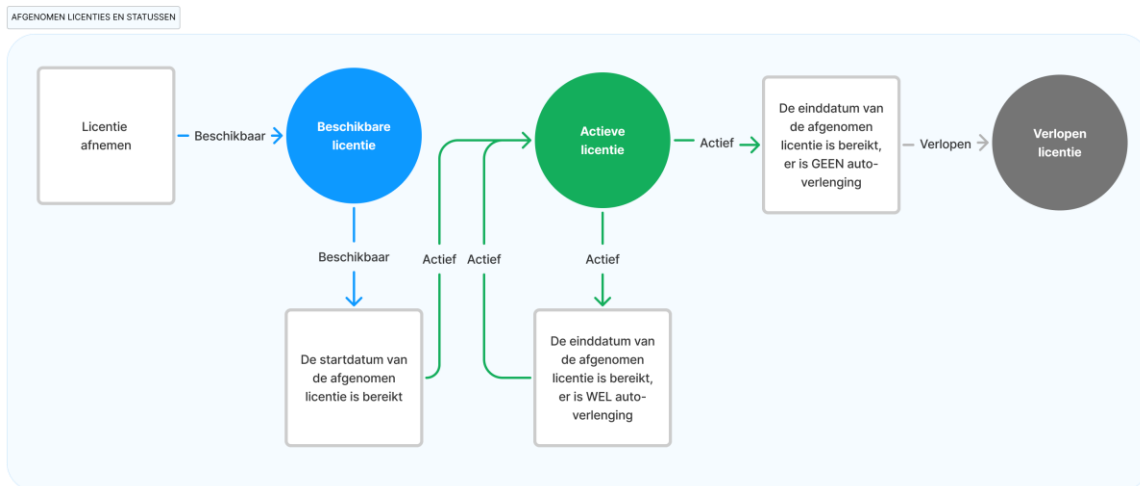 AFGENOMEN LICENTIES EN STATUSSEN
Licentie
afnemen
Beschikbaar
Beschikbare
licentie
Actieve
licentie
Actief
De einddatum van
de afgenomen
licentie is bereikt,
er is GEEN auto-
verlenging
Verlopen
Verlopen
licentie
Beschikbaar
Actief
Actief
Actief
De startdatum van
de afgenomen
licentie is bereikt
De einddatum van
de afgenomen
licentie is bereikt,
er is WEL auto-
verlenging